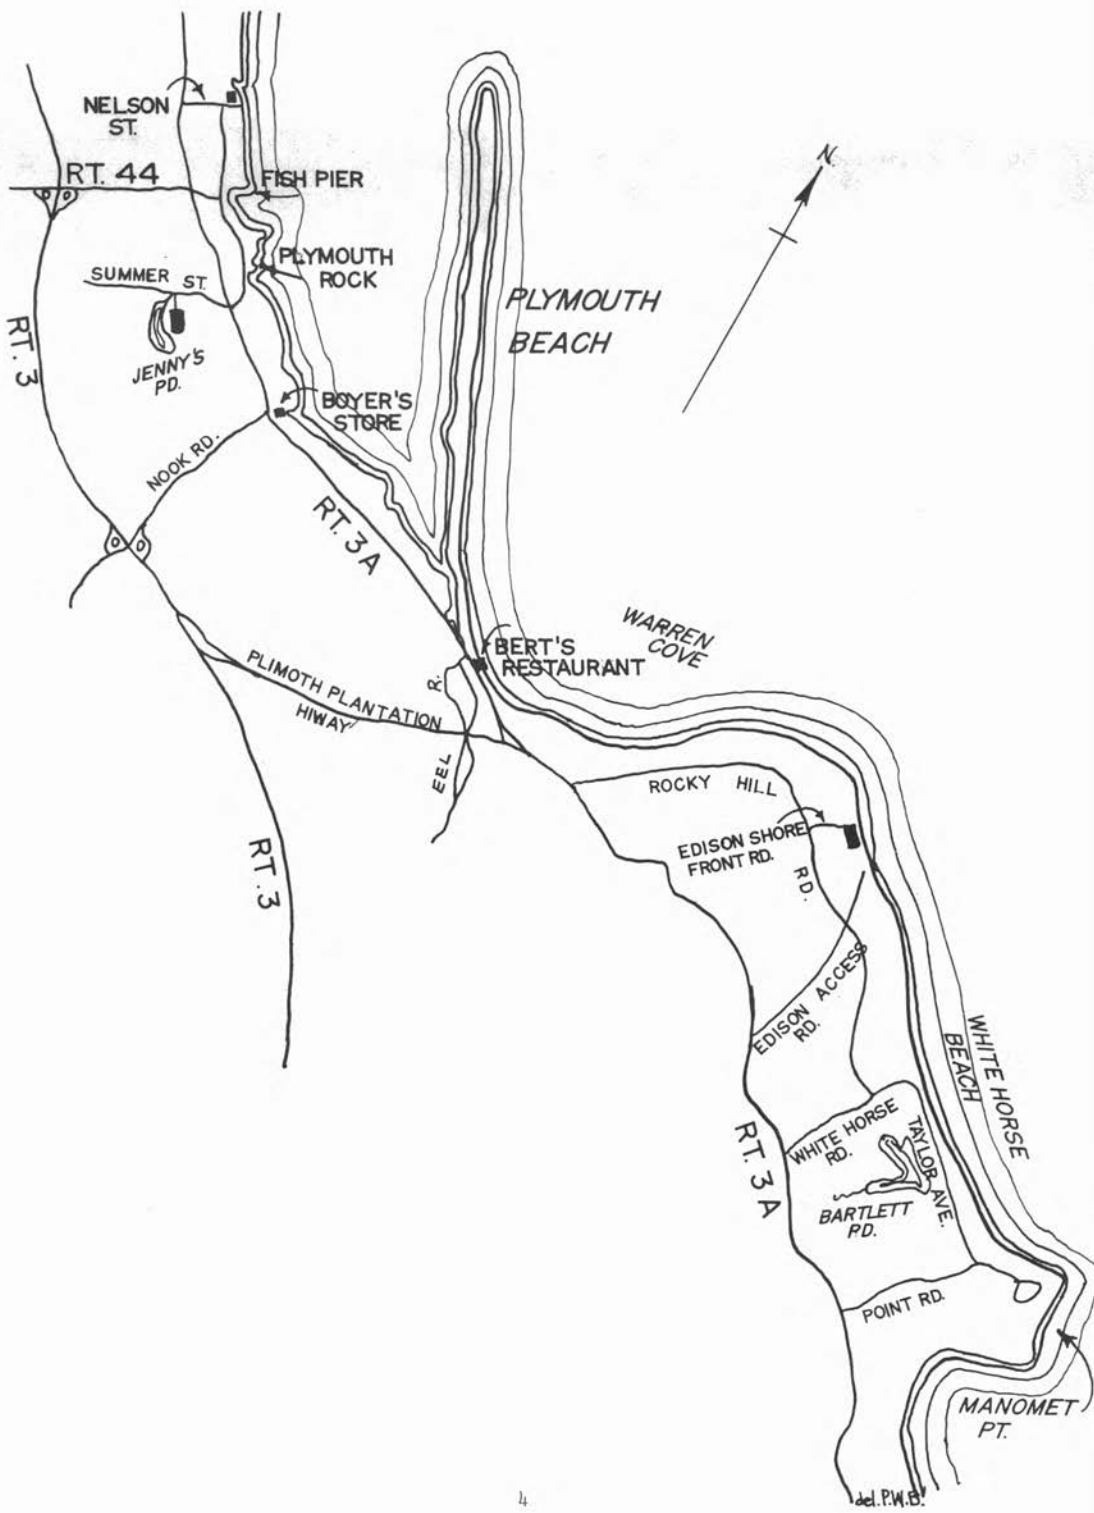 NELSON
ST.
RT. 44
FISH PIER
N.
PLYMOUTH
ROCK
SUMMER ST.
RT. 3
JENNY'S
PD.
PLYMOUTH
BEACH
BOYER'S
STORE
NOOK RD.
RT. 3A
WARREN
COVE
BERT'S
RESTAURANT
PLIMOTH PLANTATION
HIWAY
EEL R.
ROCKY HILL RD.
EDISON SHORE
FRONT RD.
RT. 3
EDISON ACCESS
RD.
WHITE HORSE
BEACH
WHITE HORSE
RD.
TAYLOR AVE.
RT. 3A
BARTLETT
PD.
POINT RD.
MANOMET
PT.
4
del. P.W.B.